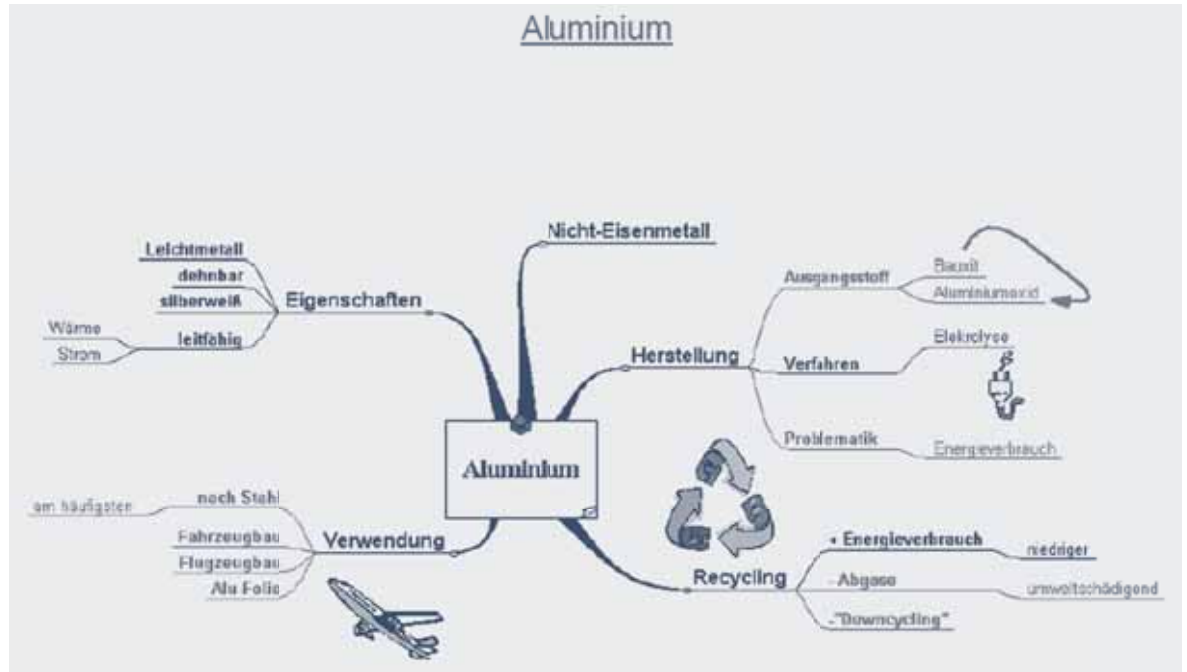 Aluminium
Nicht-Eisenmetall
Leichtmetall
dehnbar
silberweiß
leitfähig
Wärme
Strom
Eigenschaften
Ausgangsstoff
Bauxit
Aluminiumoxid
Herstellung
Verfahren
Elekrolyse
Problematik
Energieverbrauch
Aluminium
am häufigsten
nach Stahl
Fahrzeugbau
Flugzeugbau
Alu Folie
Verwendung
Recycling
+ Energieverbrauch
niedriger
- Abgase
umweltschädigend
-"Downcycling"